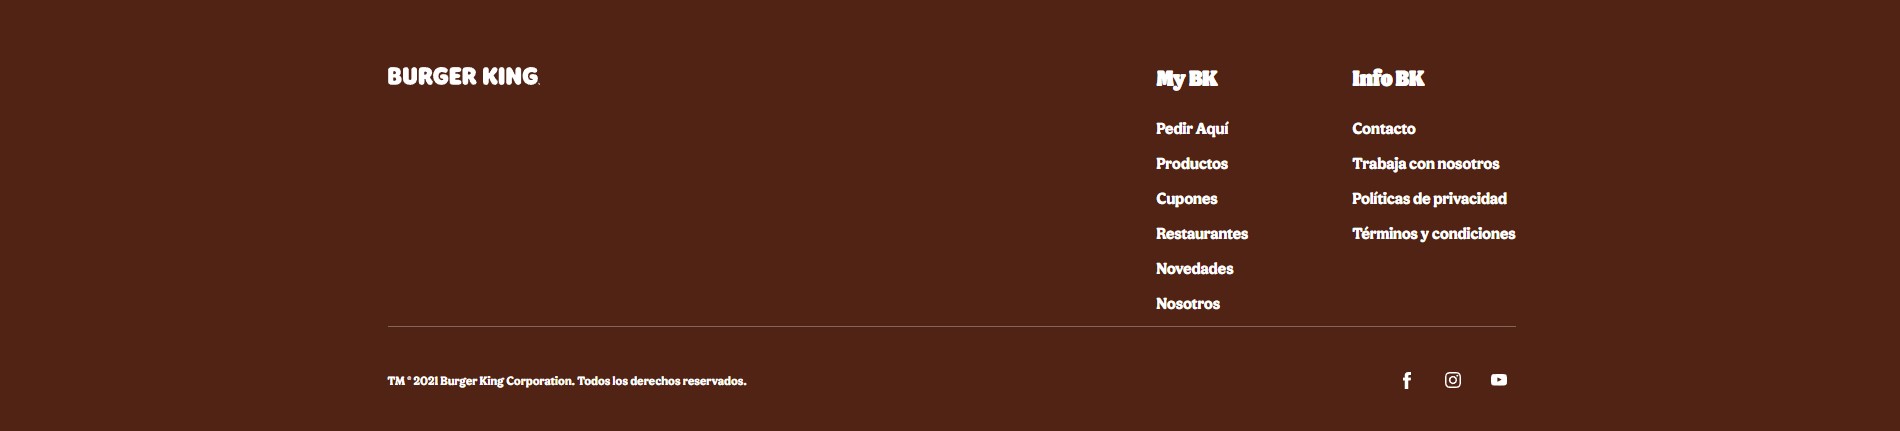 BURGER KING
My BK
Pedir Aquí
Productos
Cupones
Restaurantes
Novedades
Nosotros
Info BK
Contacto
Trabaja con nosotros
Políticas de privacidad
Términos y condiciones
TM ® 2021 Burger King Corporation. Todos los derechos reservados.